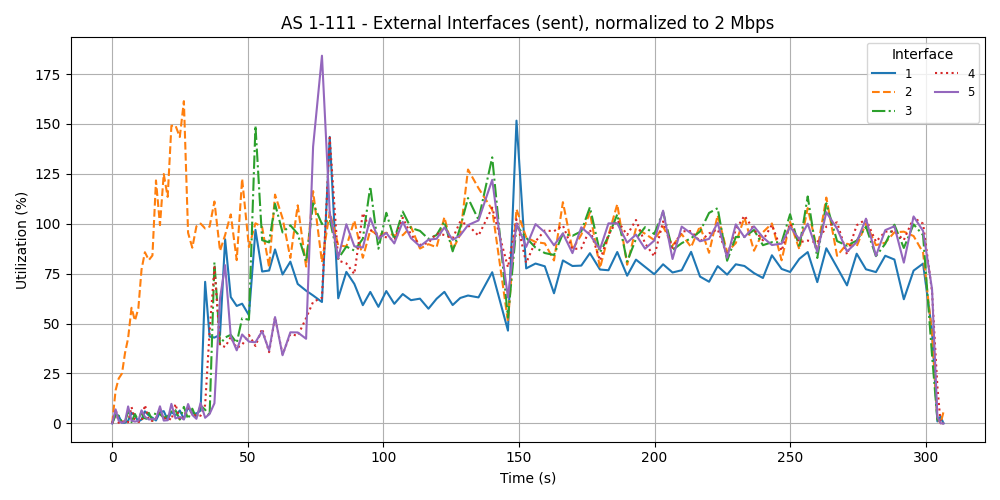 AS 1-111 - External Interfaces (sent), normalized to 2 Mbps
Utilization (%)
175
150
125
100
75
50
25
0
0 50 100 150 200 250 300
Time (s)
Interface
1 4
2 5
3